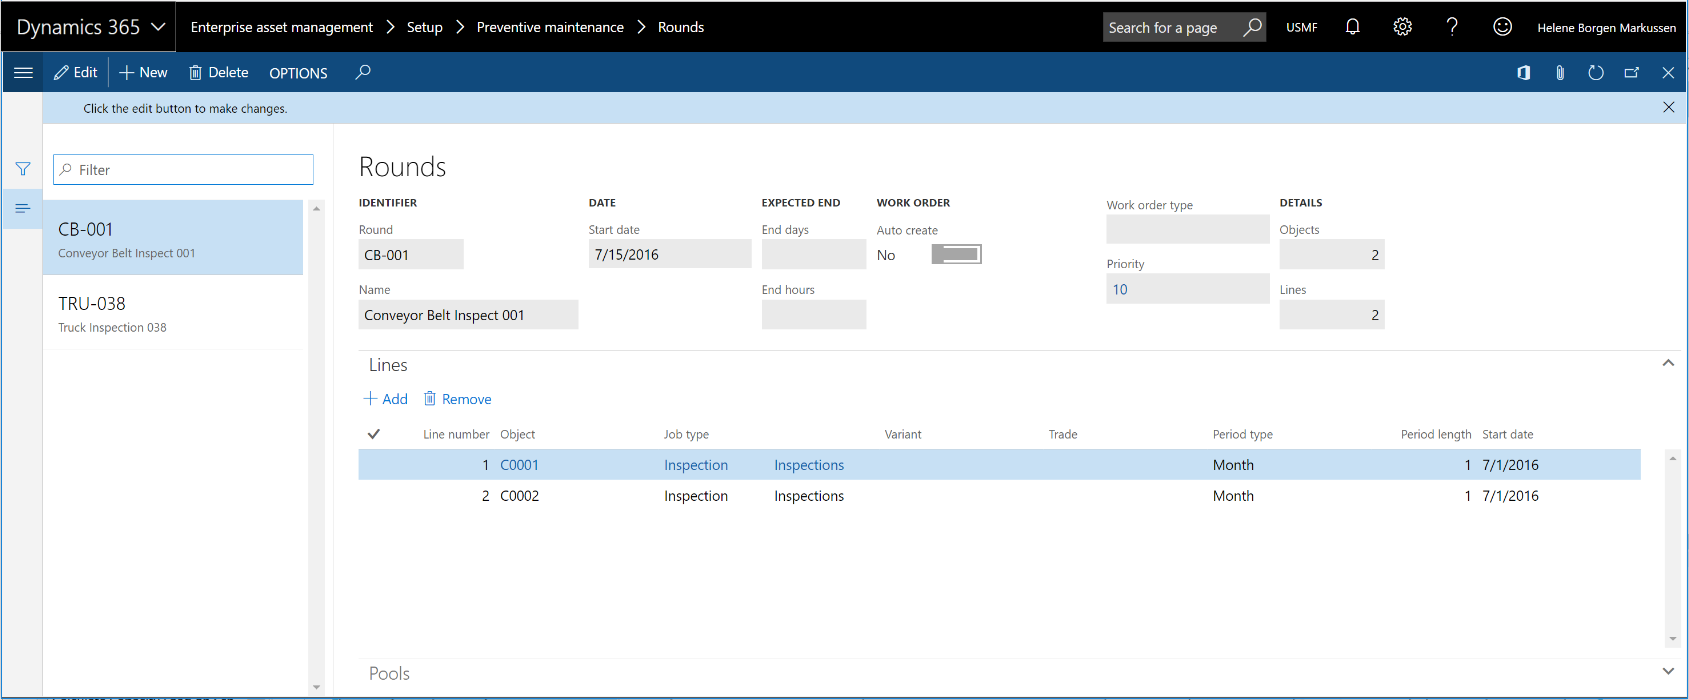 Dynamics 365 Enterprise asset management Setup Preventive maintenance Rounds Search for a page USMF ? Helene Borgen Markussen
Edit New Delete OPTIONS
Click the edit button to make changes.
Filter
CB-001
Conveyor Belt Inspect 001
TRU-038
Truck Inspection 038
Rounds
IDENTIFIER
Round
CB-001
Name
Conveyor Belt Inspect 001
DATE
Start date
7/15/2016
EXPECTED END
End days
End hours
WORK ORDER
Auto create
No
Work order type
Priority
10
DETAILS
Objects
2
Lines
2
Lines
Add Remove
Line number Object Job type Variant Trade Period type Period length Start date
1 C0001 Inspection Inspections Month 1 7/1/2016
2 C0002 Inspection Inspections Month 1 7/1/2016
Pools